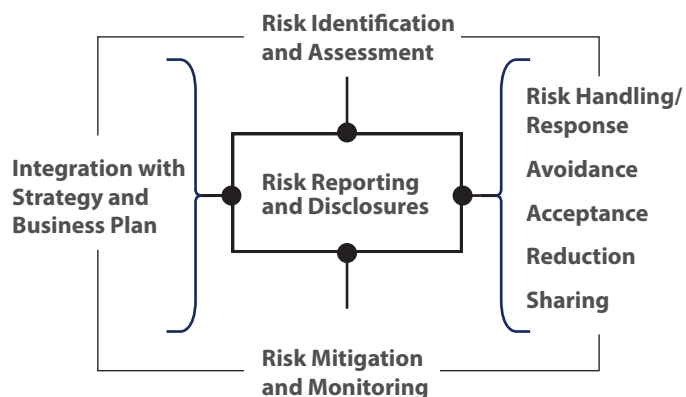 Risk Identification
and Assessment
Integration with
Strategy and
Business Plan
Risk Reporting
and Disclosures
Risk Handling/
Response
Avoidance
Acceptance
Reduction
Sharing
Risk Mitigation
and Monitoring